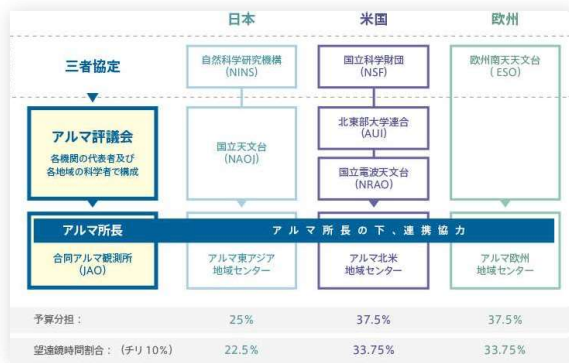 日本 米国 欧州
三者協定
自然科学研究機構
(NINS)
国立科学財団
(NSF)
欧州南天天文台
( ESO)
アルマ評議会
各機関の代表者及び
各地域の科学者で構成
国立天文台
(NAOJ)
北東部大学連合
(AUI)
国立電波天文台
(NRAO)
アルマ所長
アルマ所長の下、連携協力
合同アルマ観測所
(JAO)
アルマ東アジア
地域センター
アルマ北米
地域センター
アルマ欧州
地域センター
予算分担： 25% 37.5% 37.5%
望遠鏡時間割合：（チリ 10%） 22.5% 33.75% 33.75%